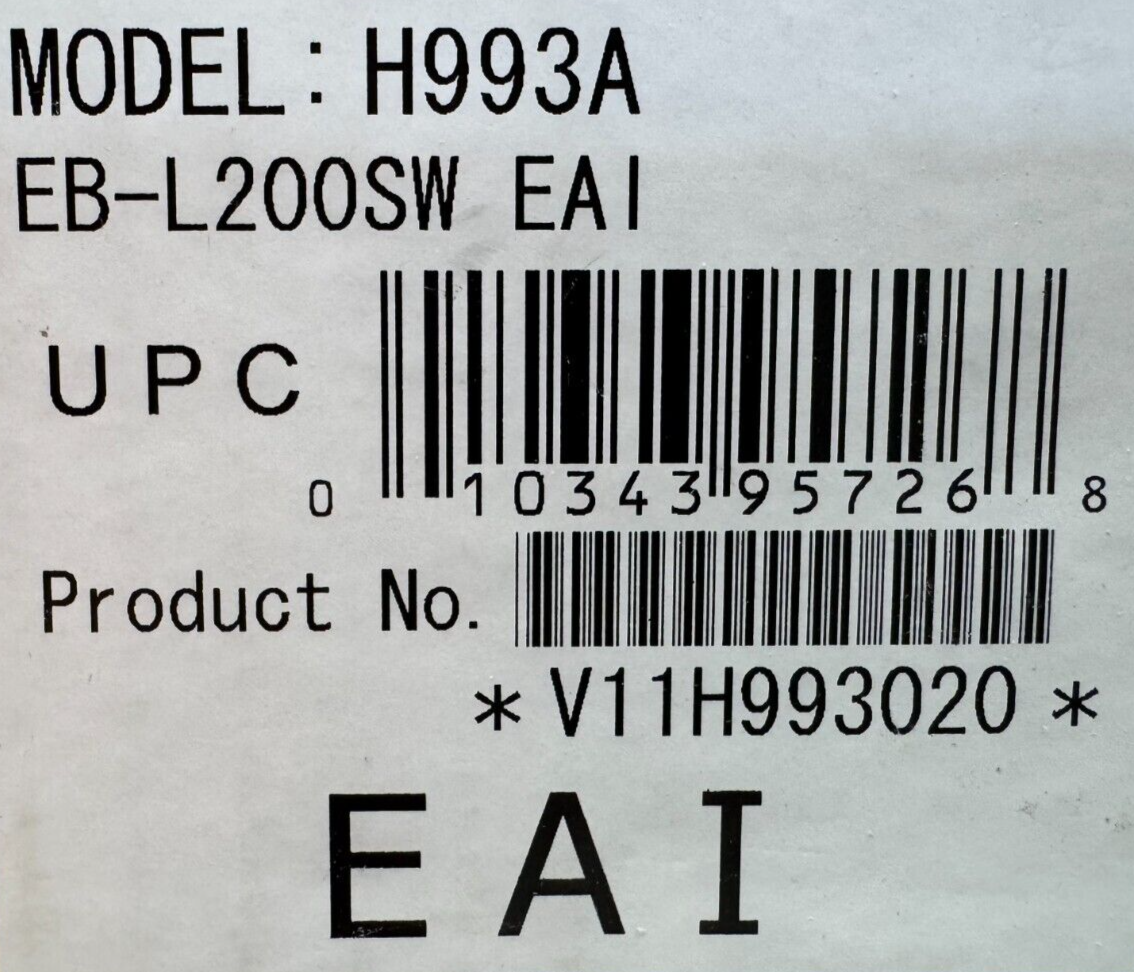 MODEL: H993A
EB-L200SW EAI
UPC
0 10343 95726 8
Product No.
*V11H993020*
EAI